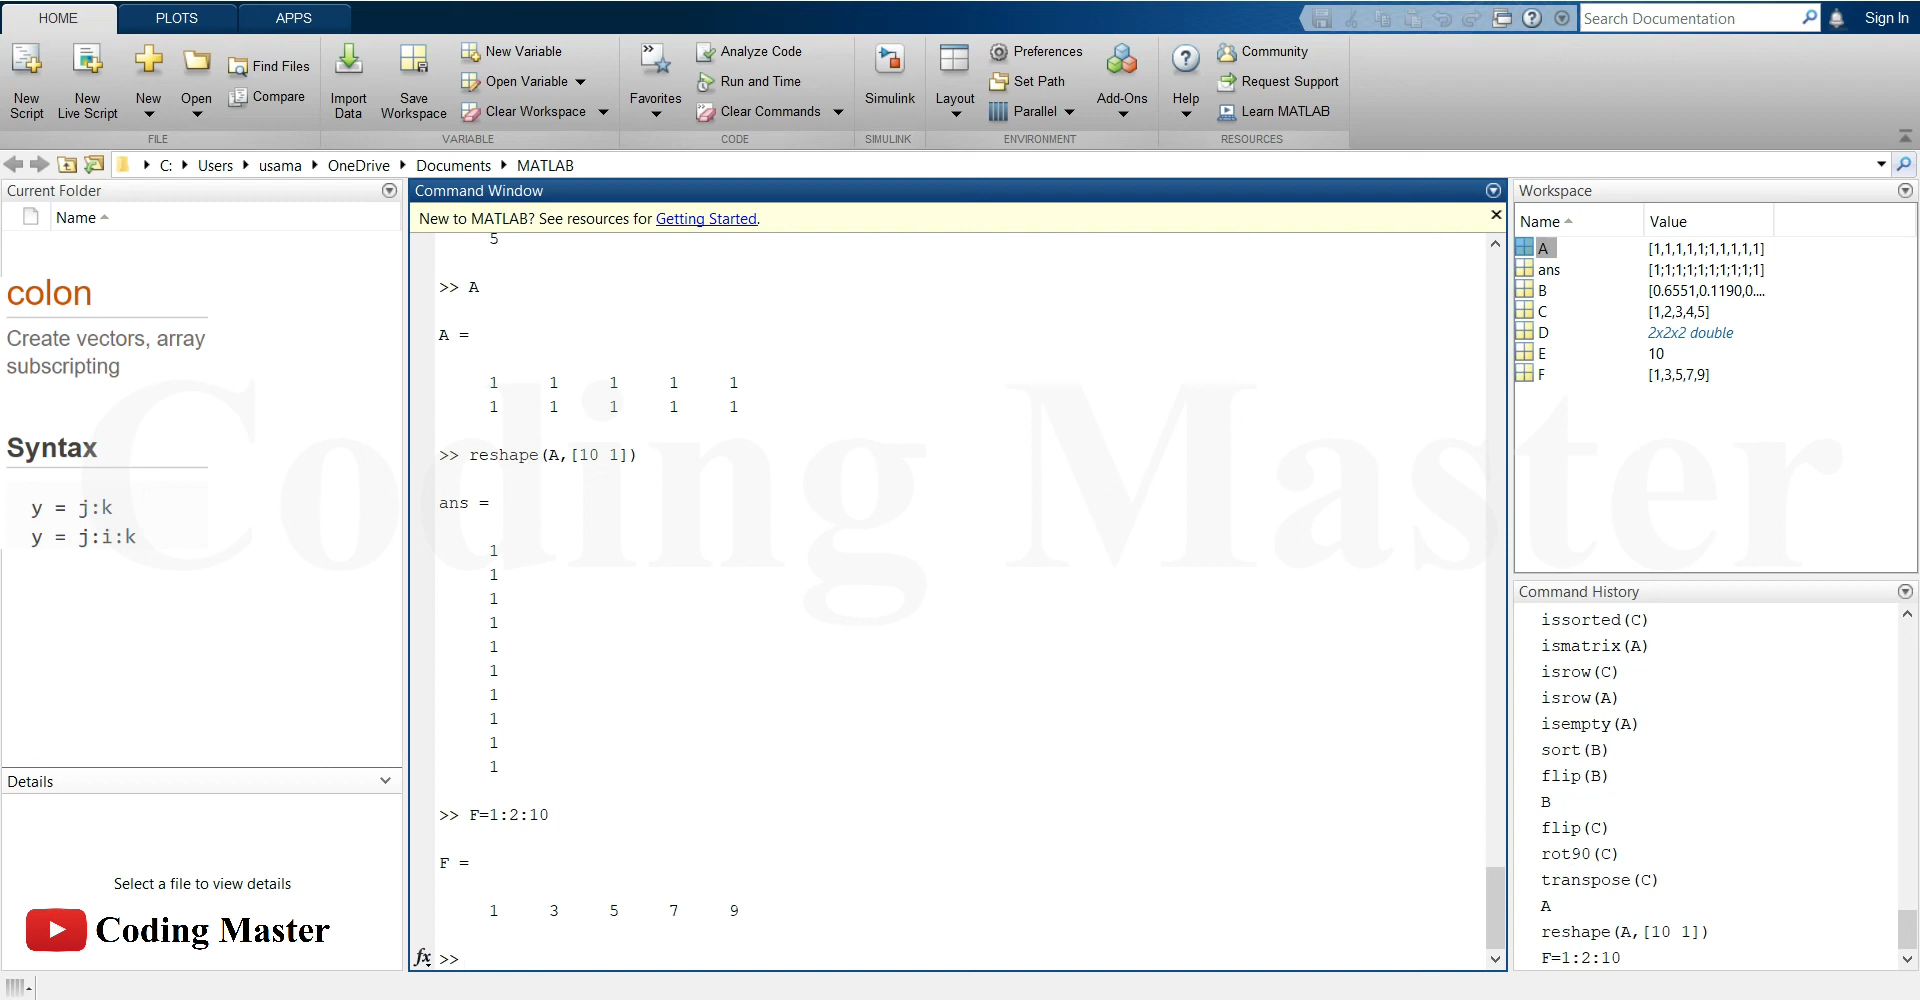 HOME PLOTS APPS
Search Documentation
Sign In
New Script
New Live Script
New
Open
Find Files
Compare
FILE
Import Data
Save Workspace
New Variable
Open Variable
Clear Workspace
VARIABLE
Favorites
Analyze Code
Run and Time
Clear Commands
CODE
Simulink
SIMULINK
Layout
Preferences
Set Path
Parallel
Add-Ons
ENVIRONMENT
Help
Community
Request Support
Learn MATLAB
RESOURCES
C: Users usama OneDrive Documents MATLAB
Current Folder
Name
colon
Create vectors, array
subscripting
Syntax
y = j:k
y = j:i:k
Details
Select a file to view details
Coding Master
Command Window
New to MATLAB? See resources for Getting Started.
5
>> A
A =
1 1 1 1 1
1 1 1 1 1
>> reshape(A,[10 1])
ans =
1
1
1
1
1
1
1
1
1
1
>> F=1:2:10
F =
1 3 5 7 9
fx >>
Coding Master
Workspace
Name Value
A [1,1,1,1,1;1,1,1,1,1]
ans [1;1;1;1;1;1;1;1;1;1]
B [0.6551,0.1190,0....
C [1,2,3,4,5]
D 2x2x2 double
E 10
F [1,3,5,7,9]
Command History
issorted(C)
ismatrix(A)
isrow(C)
isrow(A)
isempty(A)
sort(B)
flip(B)
B
flip(C)
rot90(C)
transpose(C)
A
reshape(A,[10 1])
F=1:2:10